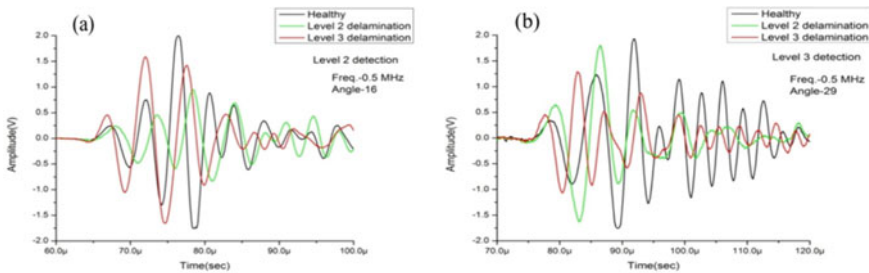 (a)
Healthy
Level 2 delamination
Level 3 delamination
Level 2 detection
Freq.-0.5 MHz
Angle-16
Amplitude(V)
2.0
1.5
1.0
0.5
0.0
-0.5
-1.0
-1.5
-2.0
60.0µ
70.0µ
80.0µ
90.0µ
100.0µ
Time(sec)
(b)
Healthy
Level 2 delamination
Level 3 delamination
Level 3 detection
Freq.-0.5 MHz
Angle-29
Amplitude(V)
2.0
1.5
1.0
0.5
0.0
-0.5
-1.0
-1.5
-2.0
70.0µ
80.0µ
90.0µ
100.0µ
110.0µ
120.0µ
Time(sec)